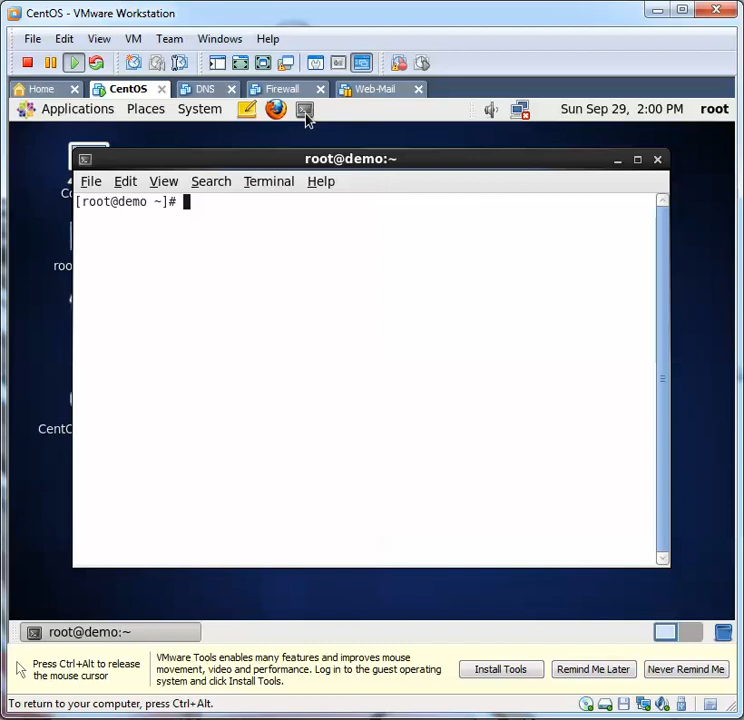 CentOS - VMware Workstation
File Edit View VM Team Windows Help
Home CentOS DNS Firewall Web-Mail
Applications Places System Sun Sep 29, 2:00 PM root
root@demo:~
File Edit View Search Terminal Help
[root@demo ~]#
Co
roo
CentO
root@demo:~
Press Ctrl+Alt to release
the mouse cursor
VMware Tools enables many features and improves mouse
movement, video and performance. Log in to the guest operating
system and click Install Tools.
Install Tools Remind Me Later Never Remind Me
To return to your computer, press Ctrl+Alt.